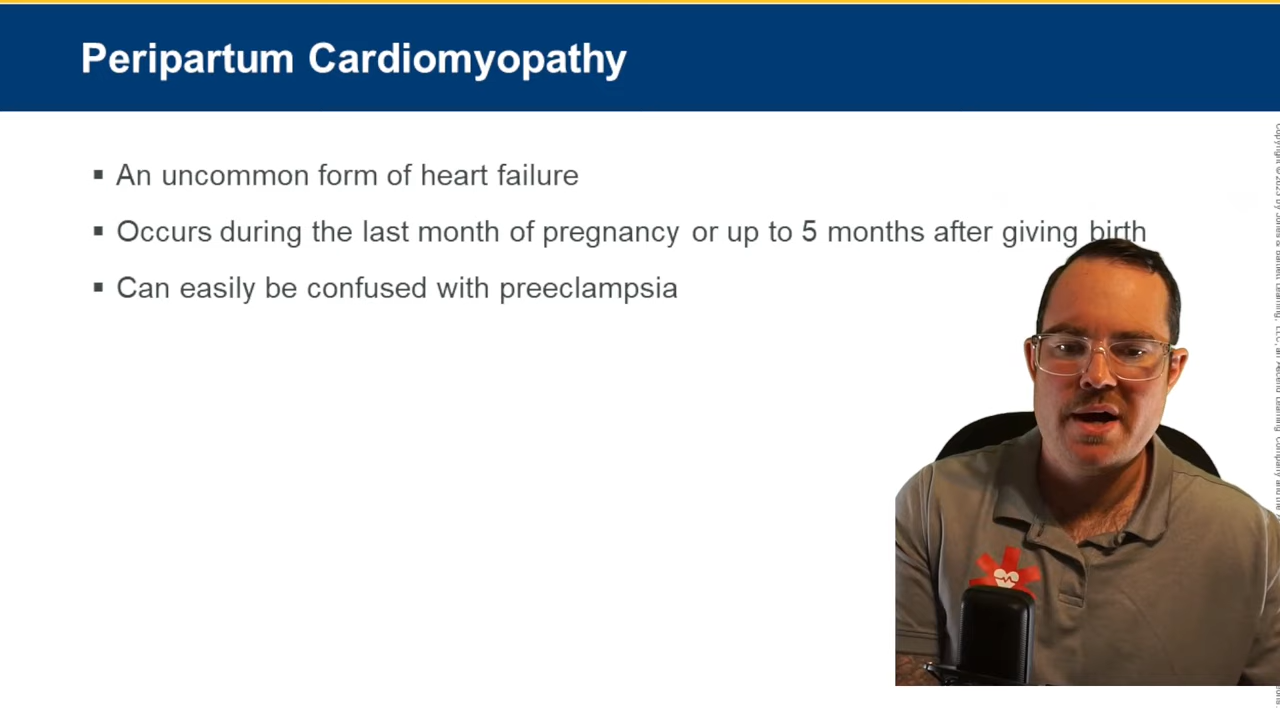 Peripartum Cardiomyopathy
▪ An uncommon form of heart failure
▪ Occurs during the last month of pregnancy or up to 5 months after giving birth
▪ Can easily be confused with preeclampsia